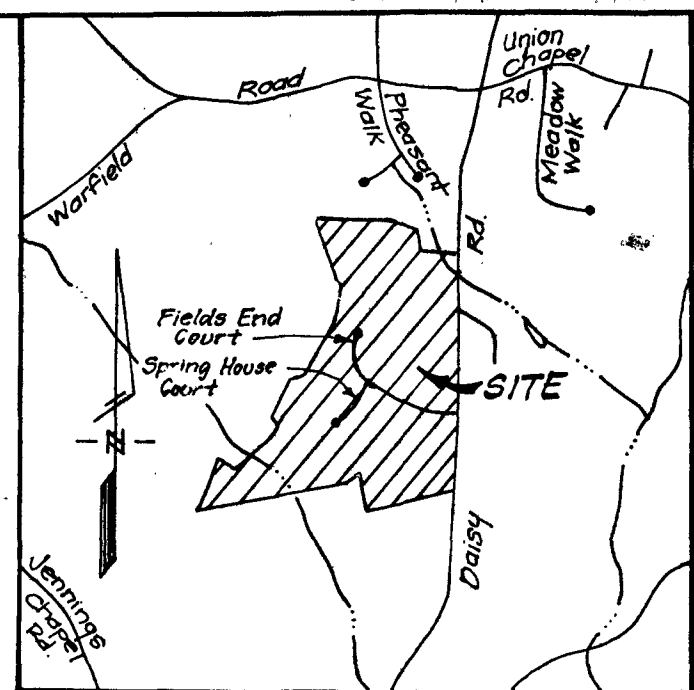 Union
Chapel
Rd.
Road
Warfield
Pheasant
Walk
Meadow
Walk
Rd.
Fields End
Court
Spring House
Court
SITE
N
Daisy
Jennings
Chapel
Rd.